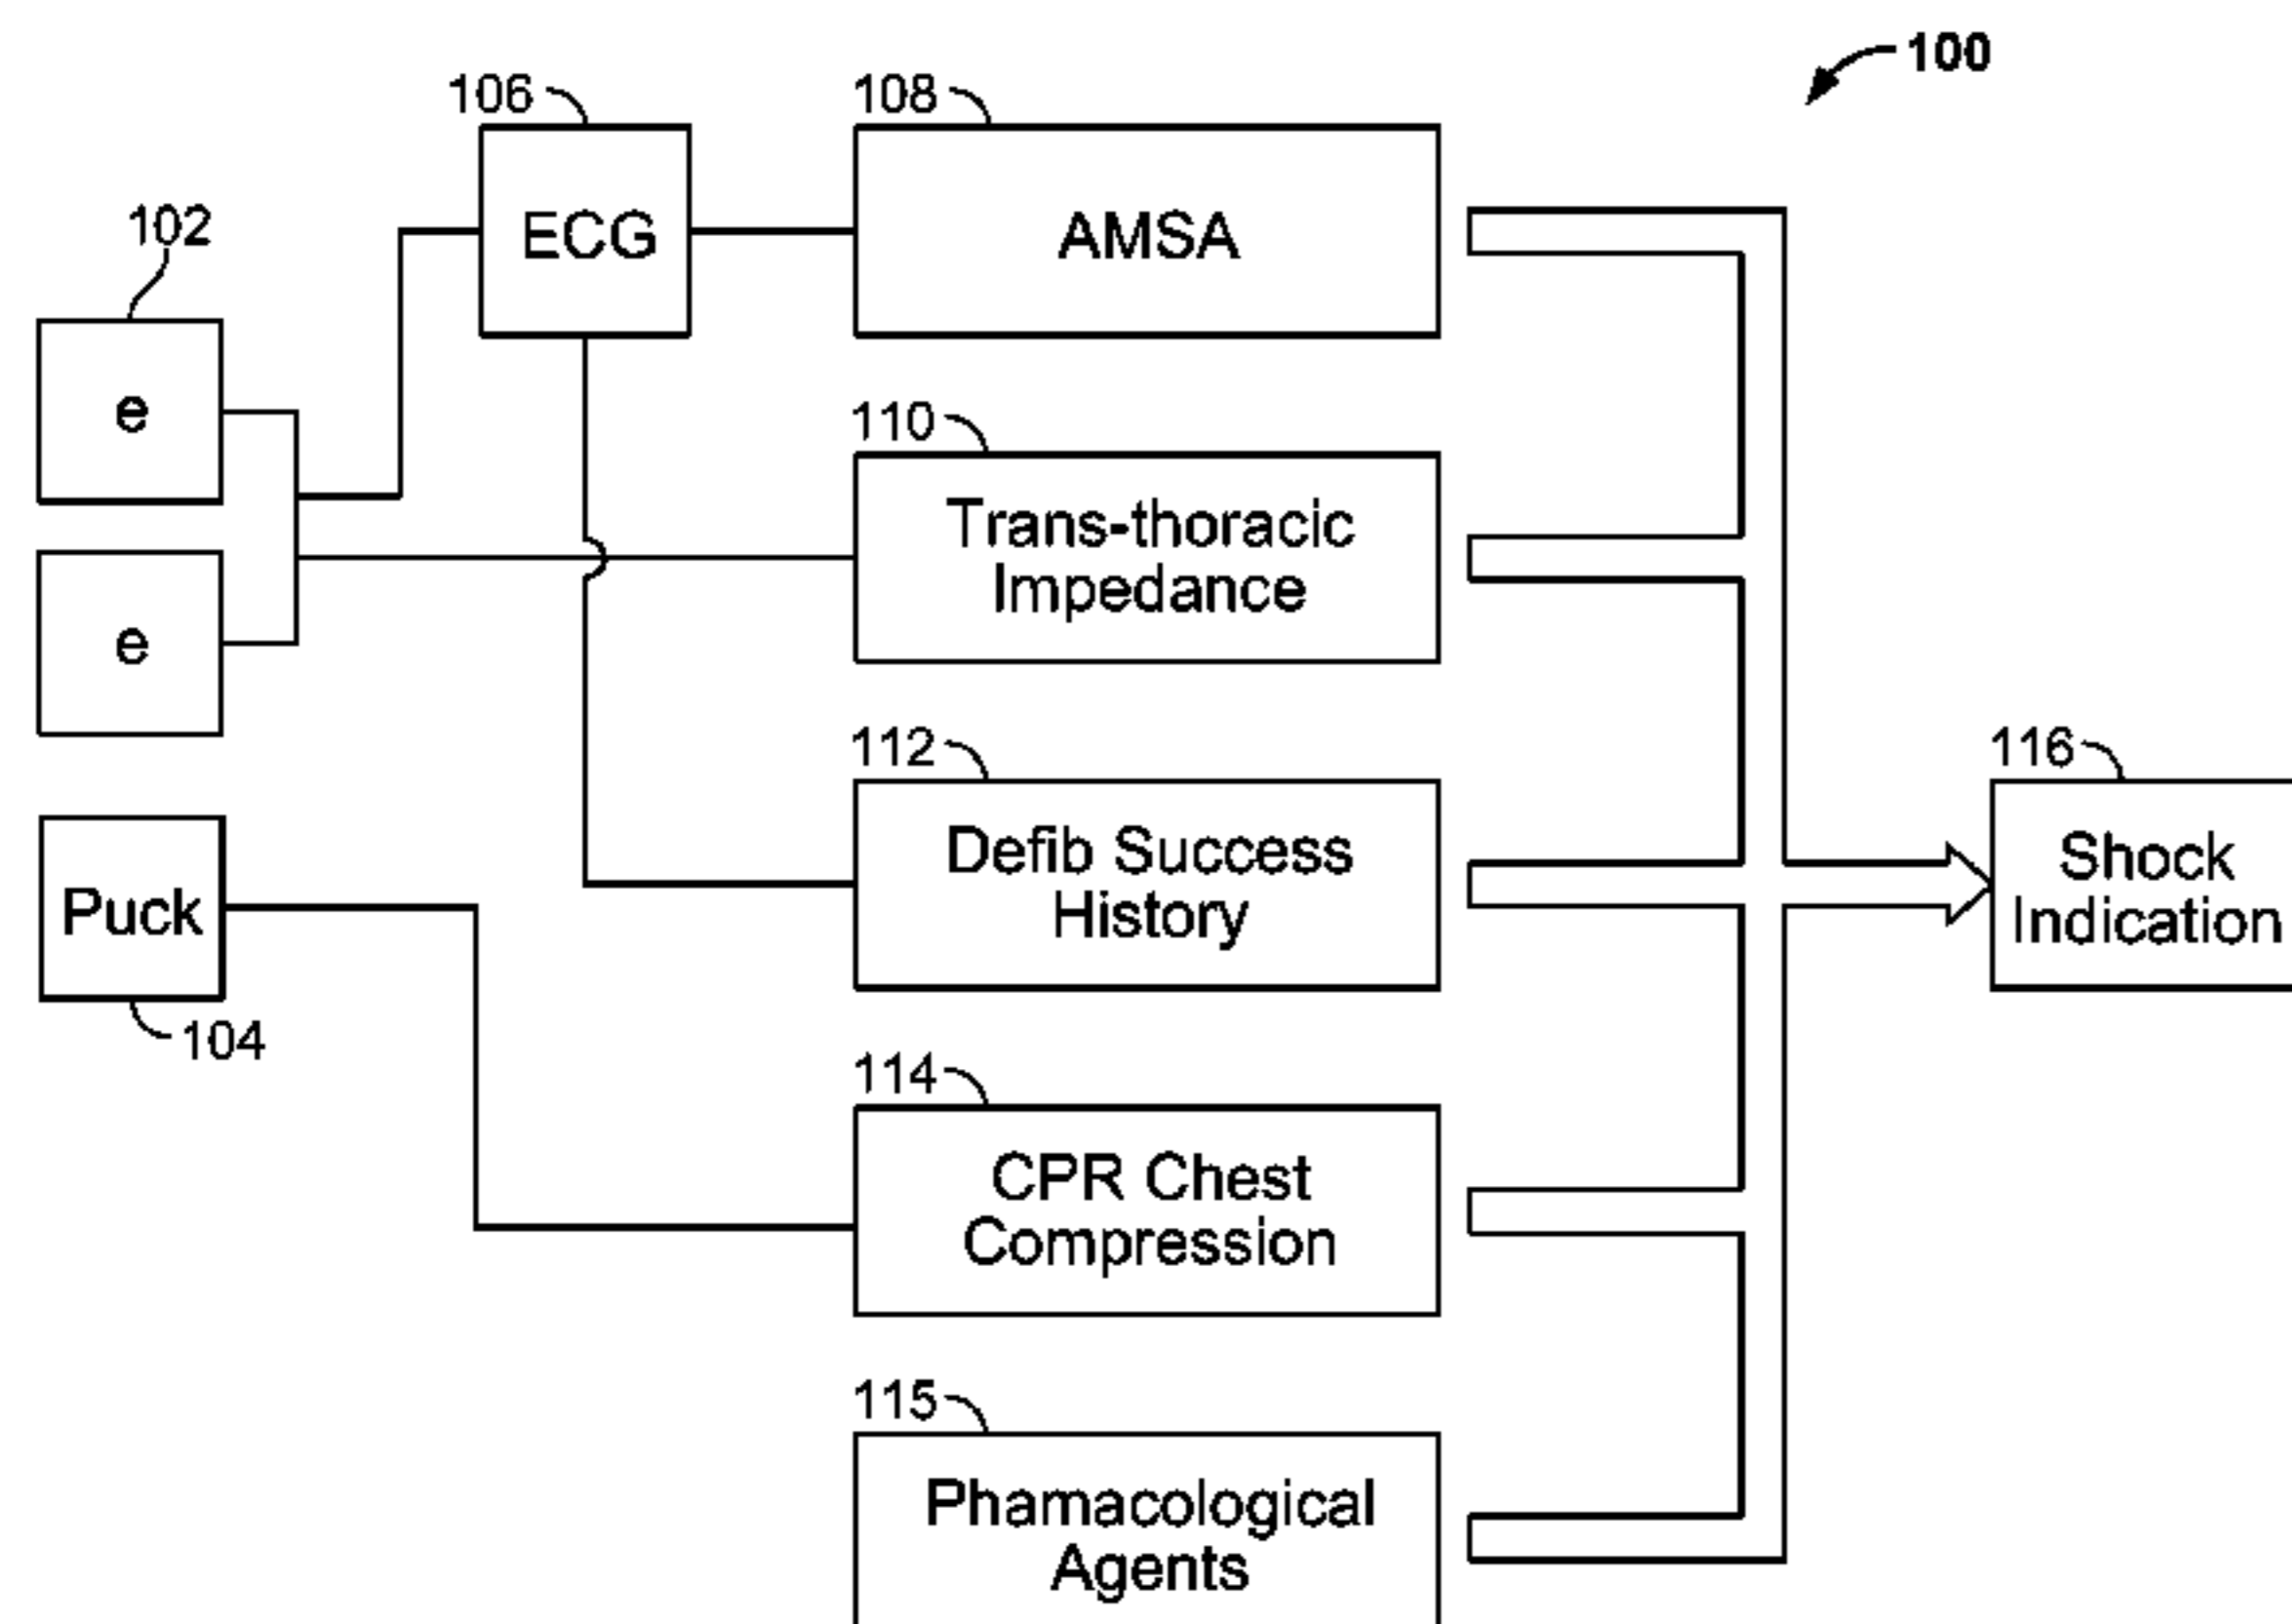 100
106
108
102
ECG
AMSA
e
110
Trans-thoracic
Impedance
e
112
116
Defib Success
History
Shock
Indication
Puck
104
114
CPR Chest
Compression
115
Phamacological
Agents